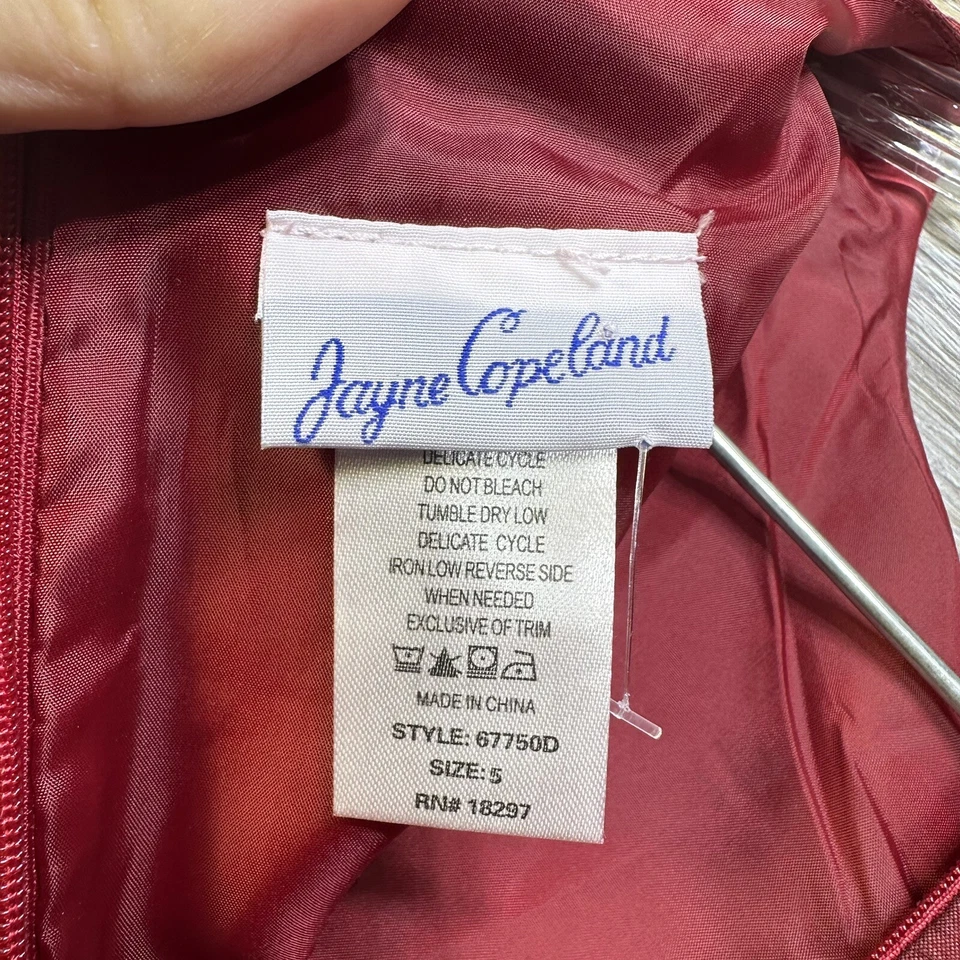 Jayne Copeland
DELICATE CYCLE
DO NOT BLEACH
TUMBLE DRY LOW
DELICATE CYCLE
IRON LOW REVERSE SIDE
WHEN NEEDED
EXCLUSIVE OF TRIM
MADE IN CHINA
STYLE: 67750D
SIZE: 5
RN# 18297